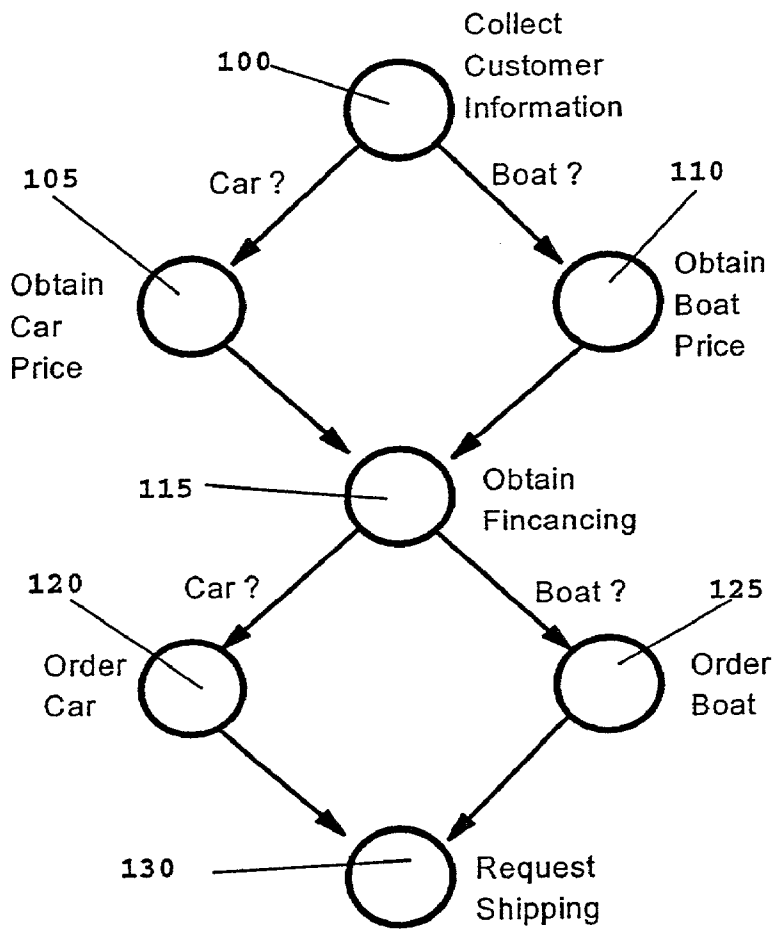 Collect
Customer
Information
100
Car ?
Boat ?
105
110
Obtain
Car
Price
Obtain
Boat
Price
115
Obtain
Fincancing
Car ?
Boat ?
120
125
Order
Car
Order
Boat
130
Request
Shipping